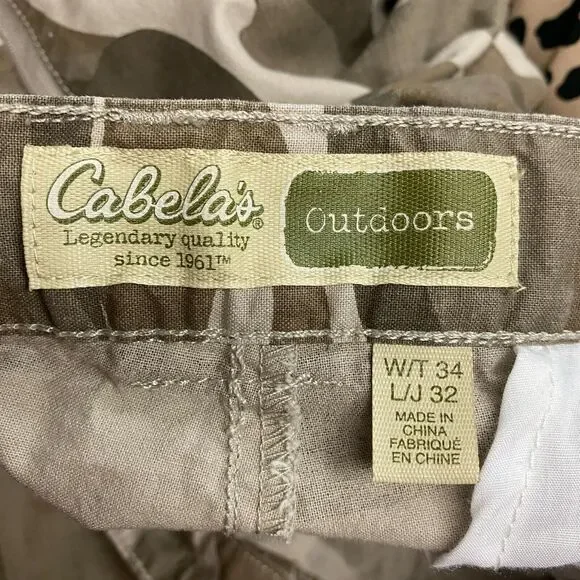 Cabela's®
Legendary quality
since 1961™
Outdoors
W/T 34
L/J 32
MADE IN
CHINA
FABRIQUÉ
EN CHINE